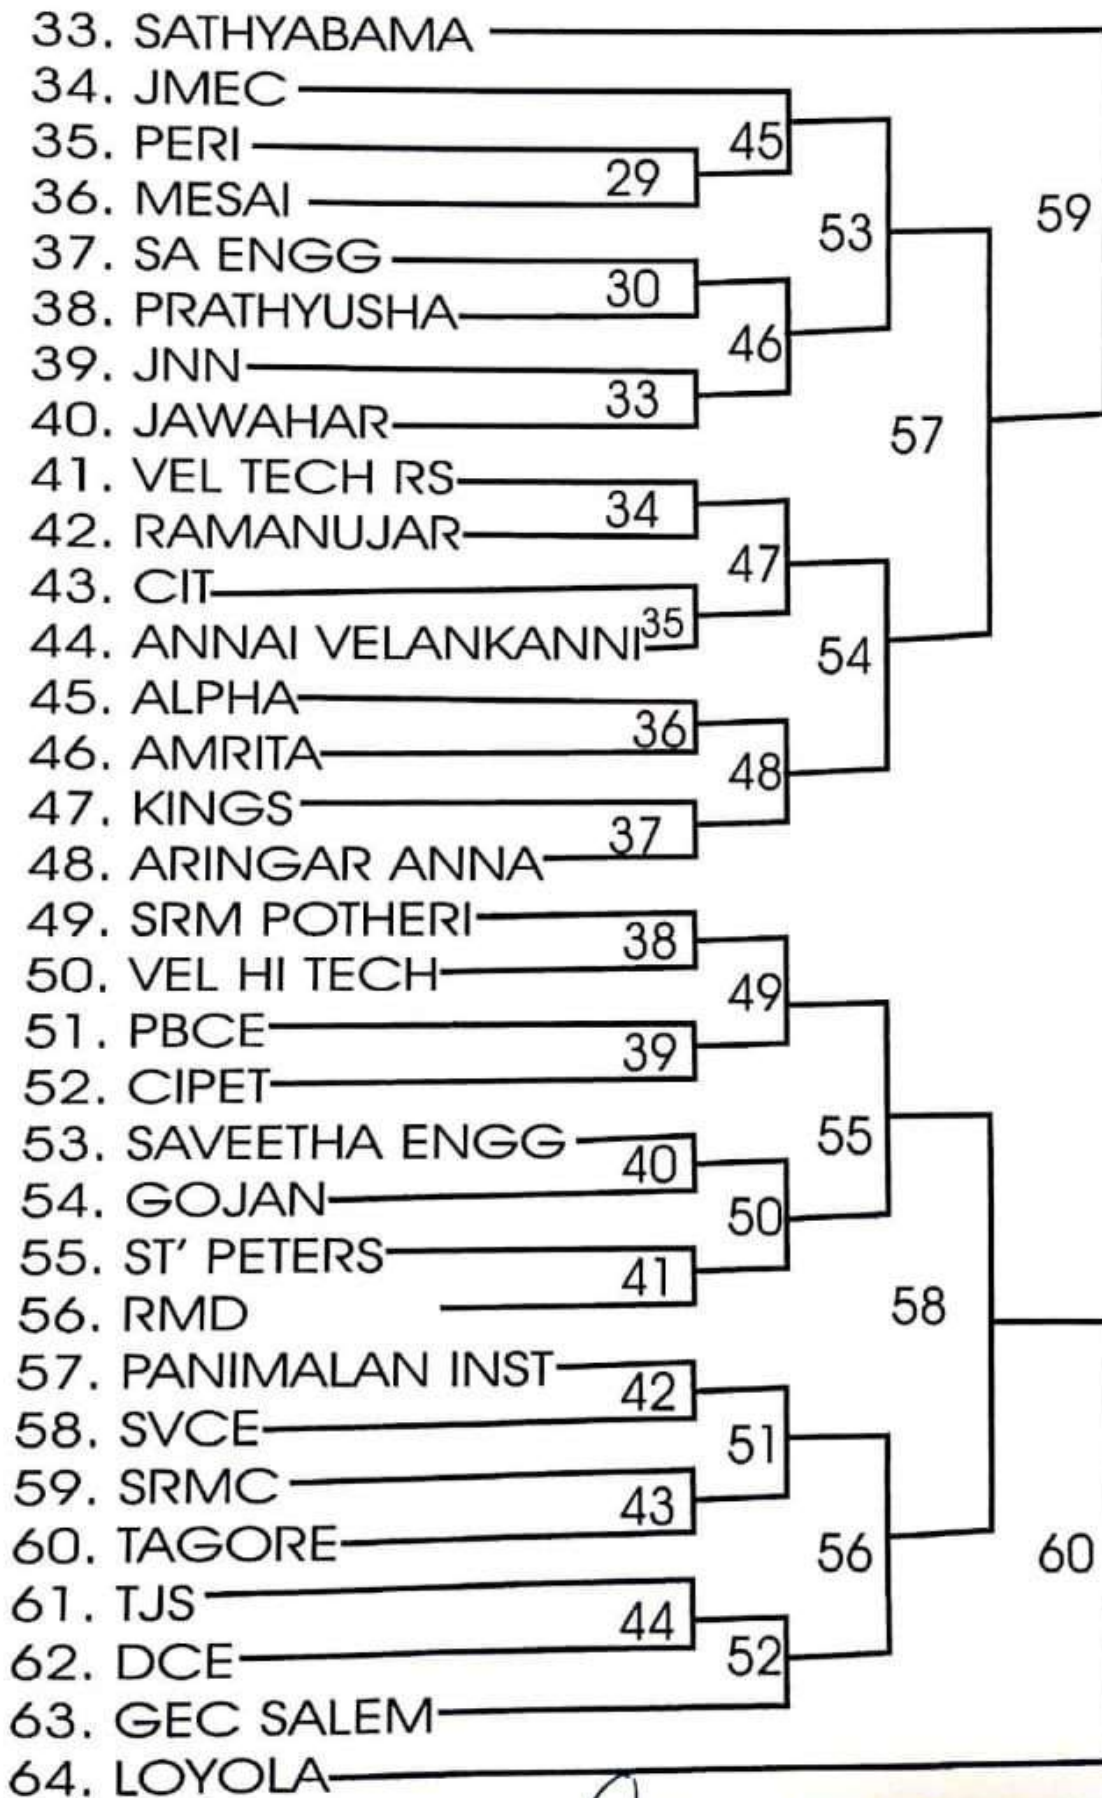 33. SATHYABAMA
34. JMEC
45
35. PERI
29
36. MESAI
53
59
37. SA ENGG
30
38. PRATHYUSHA
46
39. JNN
33
40. JAWAHAR
57
41. VEL TECH RS
34
42. RAMANUJAR
47
43. CIT
35
44. ANNAI VELANKANNI
54
45. ALPHA
36
46. AMRITA
48
47. KINGS
37
48. ARINGAR ANNA
49. SRM POTHERI
38
50. VEL HI TECH
49
51. PBCE
39
52. CIPET
55
53. SAVEETHA ENGG
40
54. GOJAN
50
55. ST' PETERS
41
56. RMD
58
57. PANIMALAN INST
42
58. SVCE
51
59. SRMC
43
60. TAGORE
56
60
61. TJS
44
62. DCE
52
63. GEC SALEM
64. LOYOLA